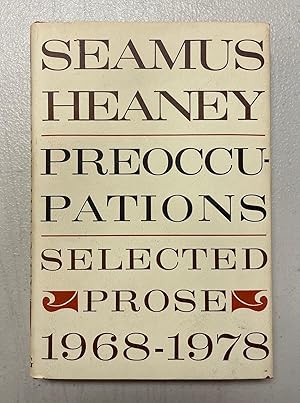 SEAMUS
HEANEY
PREOCCU-
PATIONS
SELECTED
PROSE
1968-1978